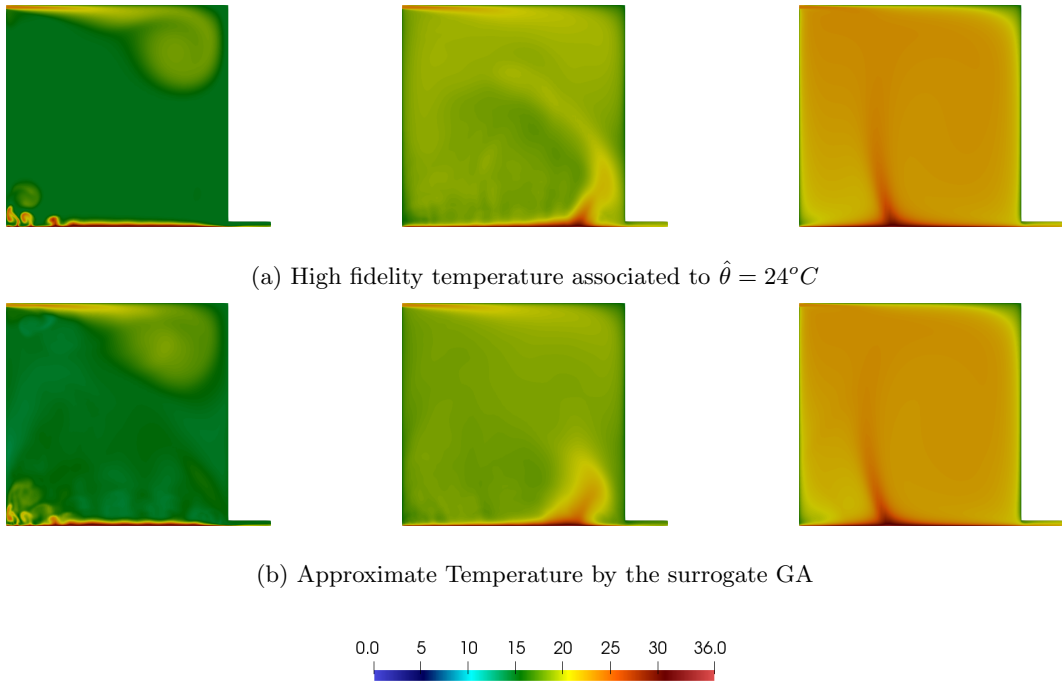 (a) High fidelity temperature associated to θ̂ = 24°C
(b) Approximate Temperature by the surrogate GA
0.0 5 10 15 20 25 30 36.0